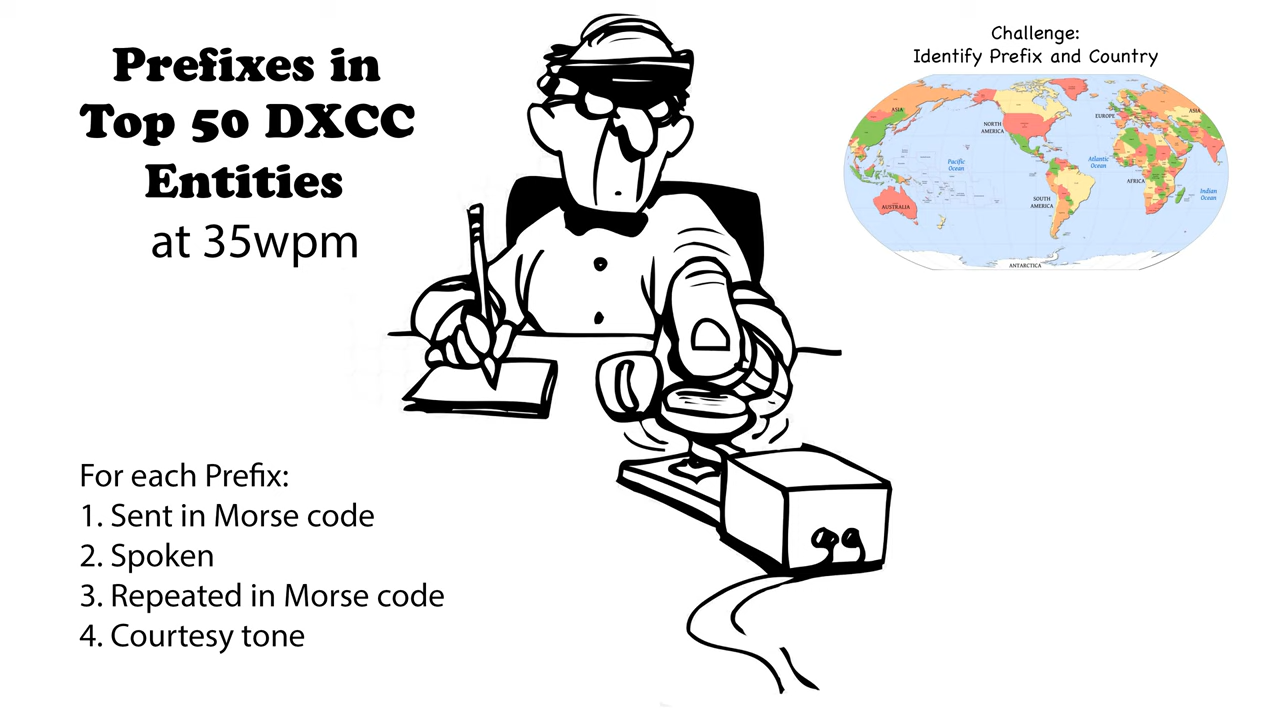 Prefixes in
Top 50 DXCC
Entities
at 35wpm
Challenge:
Identify Prefix and Country
ASIA
NORTH
AMERICA
EUROPE
ASIA
Pacific
Ocean
Atlantic
Ocean
AFRICA
SOUTH
AMERICA
Indian
Ocean
AUSTRALIA
ANTARCTICA
For each Prefix:
1. Sent in Morse code
2. Spoken
3. Repeated in Morse code
4. Courtesy tone